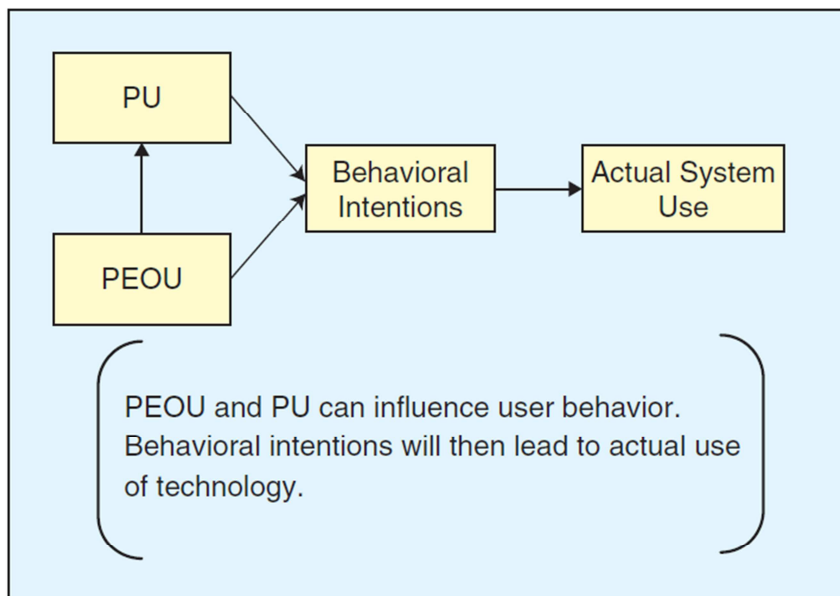 PU
PEOU
Behavioral
Intentions
Actual System
Use
PEOU and PU can influence user behavior.
Behavioral intentions will then lead to actual use
of technology.